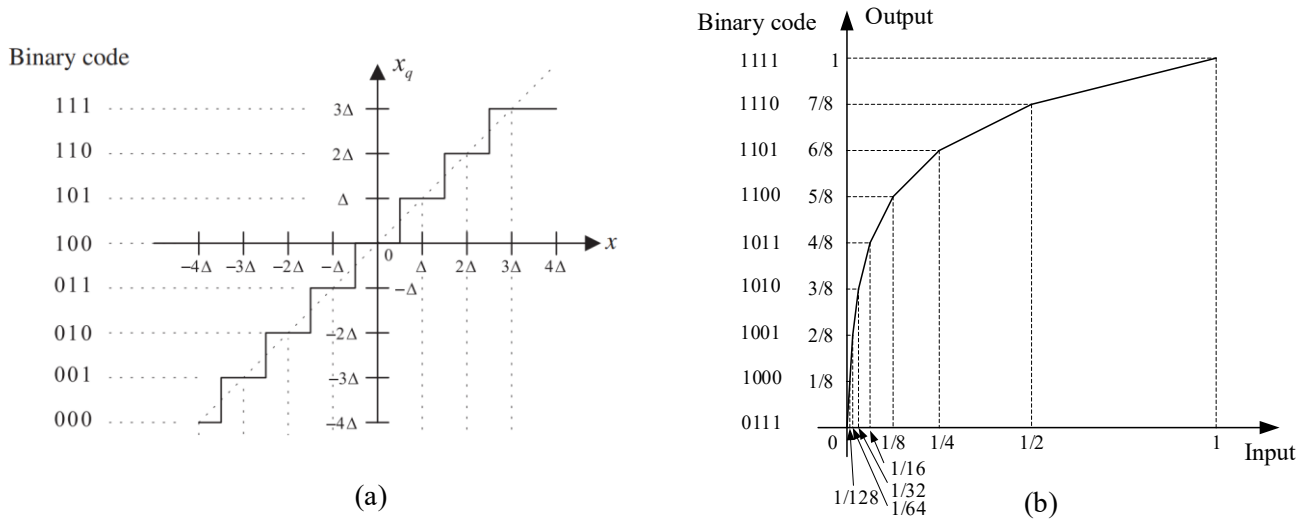 Binary code
x_q
111
110
101
100
011
010
001
000
3Δ
2Δ
Δ
0
−Δ
−2Δ
−3Δ
−4Δ
−4Δ −3Δ −2Δ −Δ Δ 2Δ 3Δ 4Δ
x
(a)
Binary code
Output
1111 1
1110 7/8
1101 6/8
1100 5/8
1011 4/8
1010 3/8
1001 2/8
1000 1/8
0111
0 1/8 1/4 1/2 1
Input
1/16
1/32
1/128 1/64
(b)